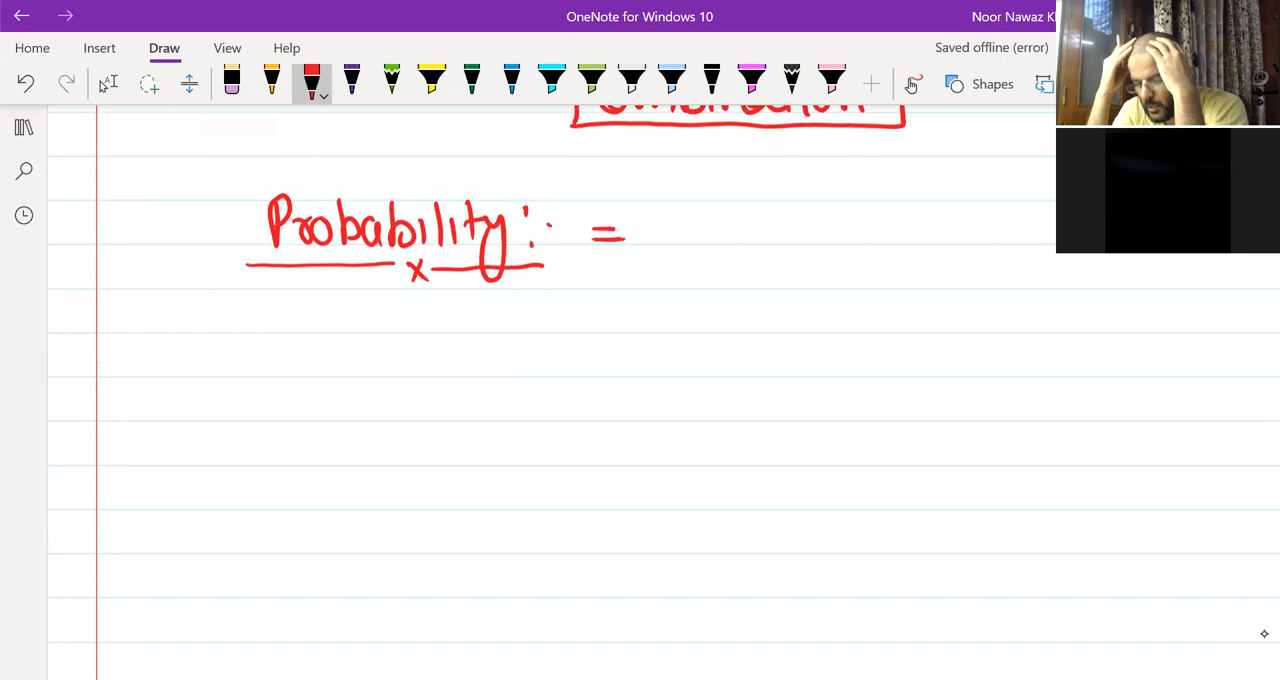 OneNote for Windows 10
Noor Nawaz
Home Insert Draw View Help
Saved offline (error)
Shapes
Probability :- =
x